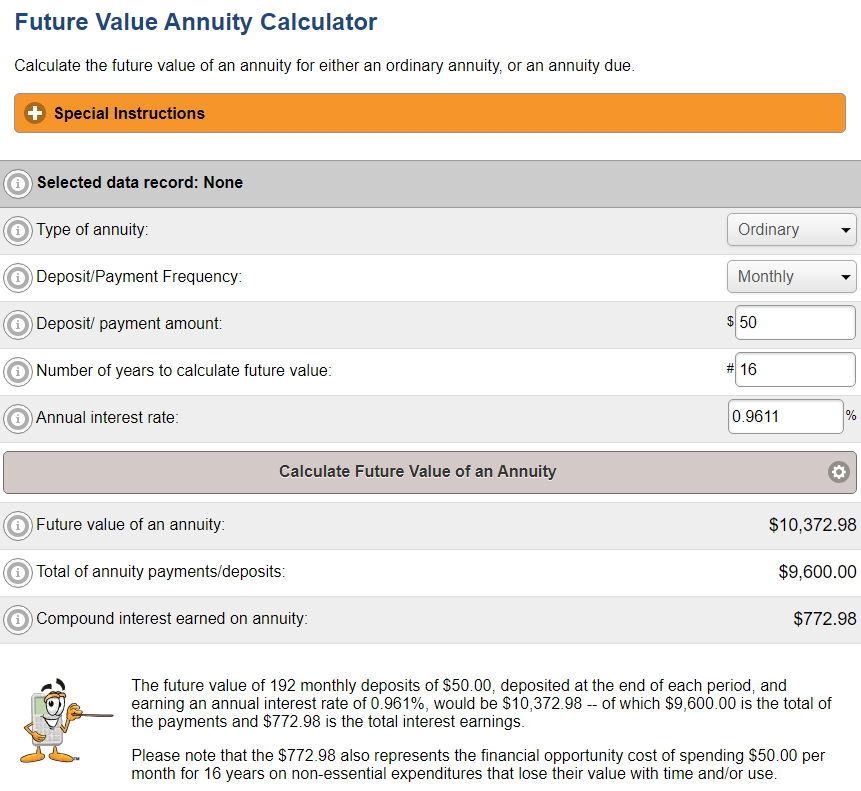 Future Value Annuity Calculator
Calculate the future value of an annuity for either an ordinary annuity, or an annuity due.
Special Instructions
Selected data record: None
Type of annuity: Ordinary
Deposit/Payment Frequency: Monthly
Deposit/ payment amount: $ 50
Number of years to calculate future value: # 16
Annual interest rate: 0.9611 %
Calculate Future Value of an Annuity
Future value of an annuity: $10,372.98
Total of annuity payments/deposits: $9,600.00
Compound interest earned on annuity: $772.98
The future value of 192 monthly deposits of $50.00, deposited at the end of each period, and
earning an annual interest rate of 0.961%, would be $10,372.98 -- of which $9,600.00 is the total of
the payments and $772.98 is the total interest earnings.
Please note that the $772.98 also represents the financial opportunity cost of spending $50.00 per
month for 16 years on non-essential expenditures that lose their value with time and/or use.